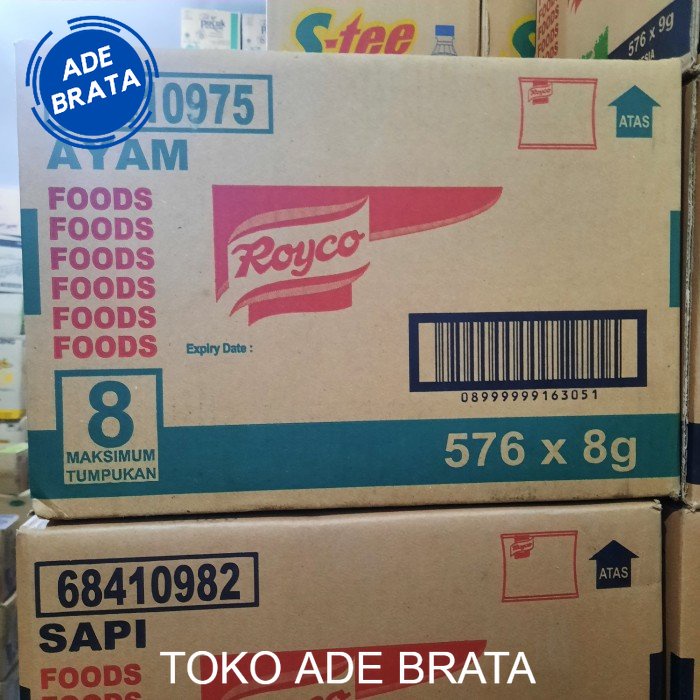 ADE
BRATA
S-tee
576 x 9g
10975
AYAM
Royco
ATAS
FOODS
FOODS
FOODS
FOODS
FOODS
FOODS
Royco
Expiry Date :
08999999163051
8
MAKSIMUM
TUMPUKAN
576 x 8g
68410982
SAPI
Royco
ATAS
FOODS
FOODS
TOKO ADE BRATA